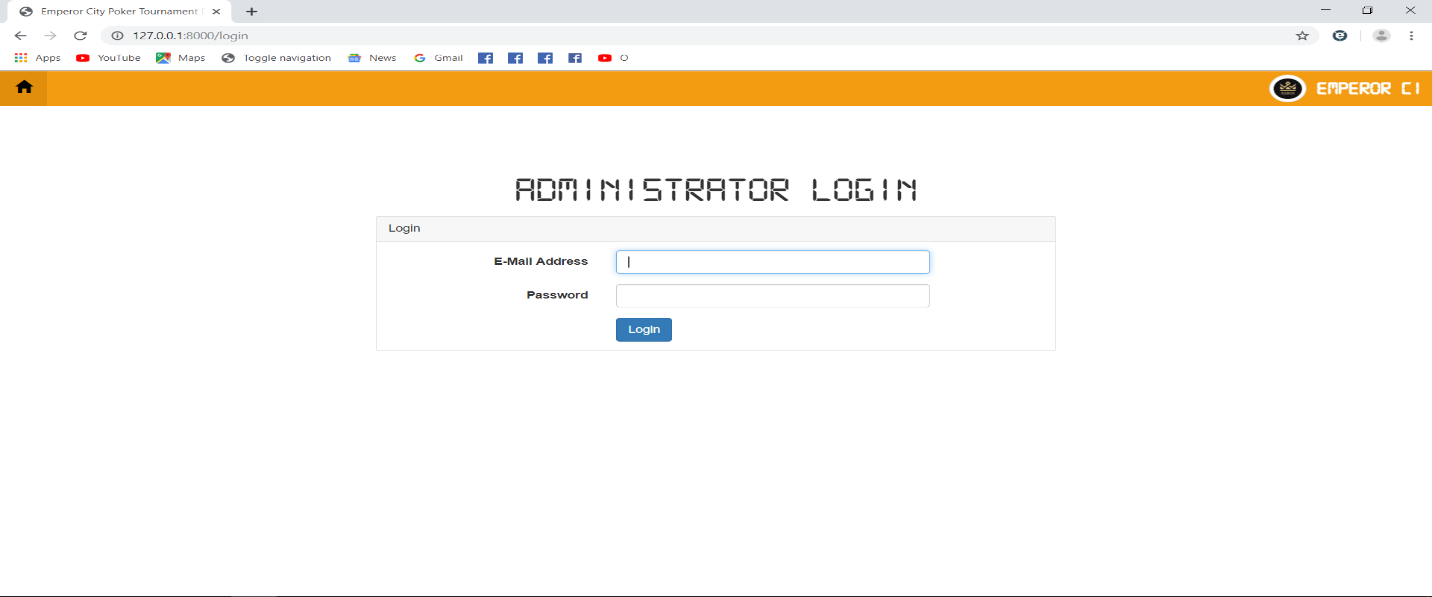 Emperor City Poker Tournament
127.0.0.1:8000/login
Apps YouTube Maps Toggle navigation News Gmail O
EMPEROR CI
ADMINISTRATOR LOGIN
Login
E-Mail Address
Password
Login